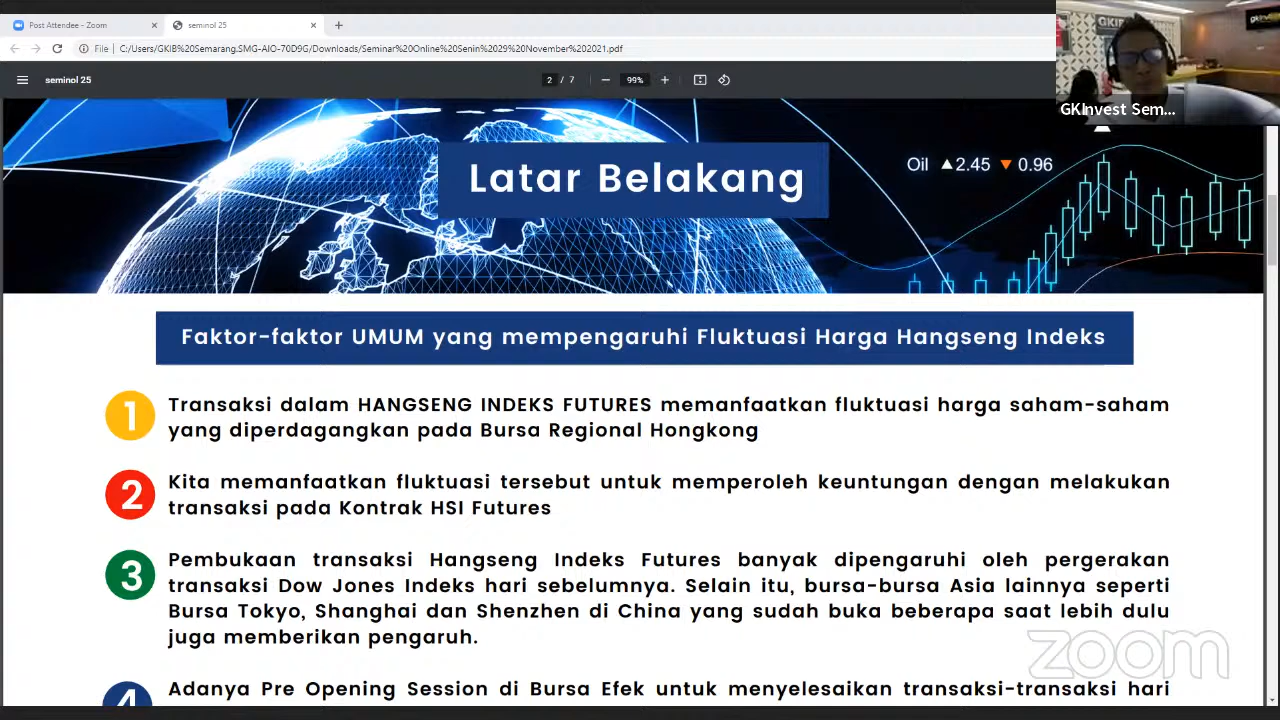 Post Attendee - Zoom
seminol 25
File
C:/Users/GKIB%20Semarang.SMG-AIO-70D9G/Downloads/Seminar%20Online%20Senin%2029%20November%202021.pdf
seminol 25
2 / 7
99%
GKInvest Sem...
Latar Belakang
Oil ▲2.45 ▼0.96
Faktor-faktor UMUM yang mempengaruhi Fluktuasi Harga Hangseng Indeks
1
Transaksi dalam HANGSENG INDEKS FUTURES memanfaatkan fluktuasi harga saham-saham
yang diperdagangkan pada Bursa Regional Hongkong
2
Kita memanfaatkan fluktuasi tersebut untuk memperoleh keuntungan dengan melakukan
transaksi pada Kontrak HSI Futures
3
Pembukaan transaksi Hangseng Indeks Futures banyak dipengaruhi oleh pergerakan
transaksi Dow Jones Indeks hari sebelumnya. Selain itu, bursa-bursa Asia lainnya seperti
Bursa Tokyo, Shanghai dan Shenzhen di China yang sudah buka beberapa saat lebih dulu
juga memberikan pengaruh.
4
Adanya Pre Opening Session di Bursa Efek untuk menyelesaikan transaksi-transaksi hari
zoom